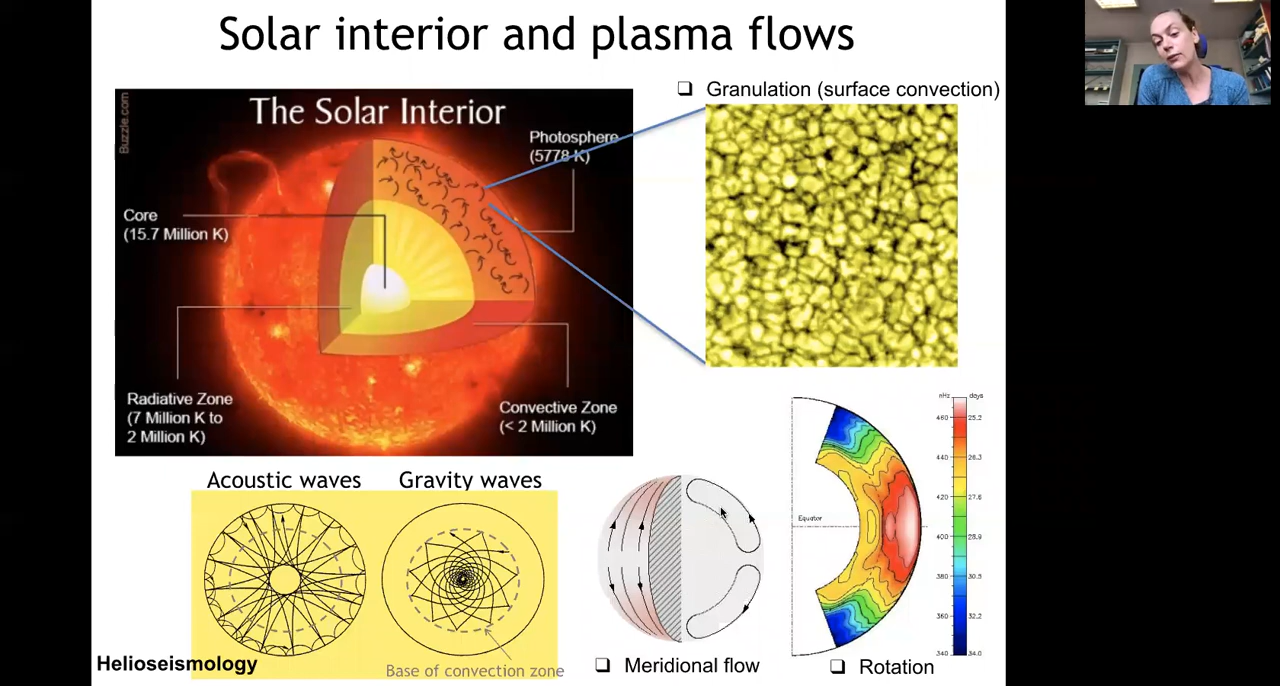 Solar interior and plasma flows
Buzzle.com
The Solar Interior
Photosphere
(5778 K)
Core
(15.7 Million K)
Radiative Zone
(7 Million K to
2 Million K)
Convective Zone
(< 2 Million K)
❑ Granulation (surface convection)
Acoustic waves
Gravity waves
Helioseismology
Base of convection zone
❑ Meridional flow
Equator
nHz days
460 25.2
440 26.3
420 27.6
400 28.9
380 30.5
360 32.2
340 34.0
❑ Rotation